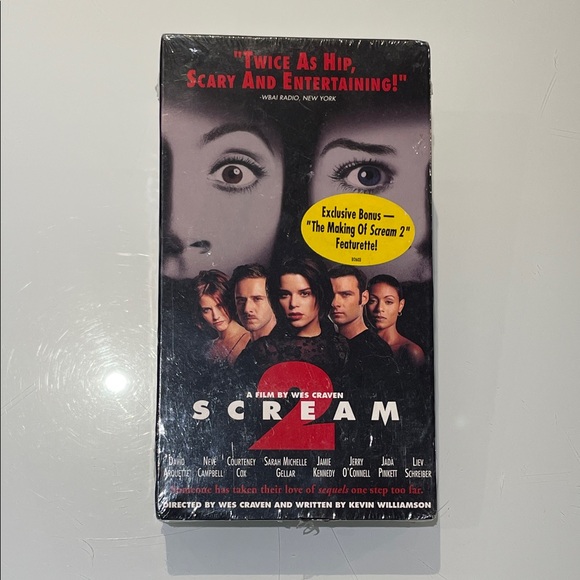 "TWICE AS HIP,
SCARY AND ENTERTAINING!"
-WBAI RADIO, NEW YORK
Exclusive Bonus —
"The Making Of Scream 2"
Featurette!
A FILM BY WES CRAVEN
SCREAM 2
DAVID ARQUETTE
NEVE CAMPBELL
COURTENEY COX
SARAH MICHELLE GELLAR
JAMIE KENNEDY
JERRY O'CONNELL
JADA PINKETT
LIEV SCHREIBER
Someone has taken their love of sequels one step too far.
DIRECTED BY WES CRAVEN AND WRITTEN BY KEVIN WILLIAMSON